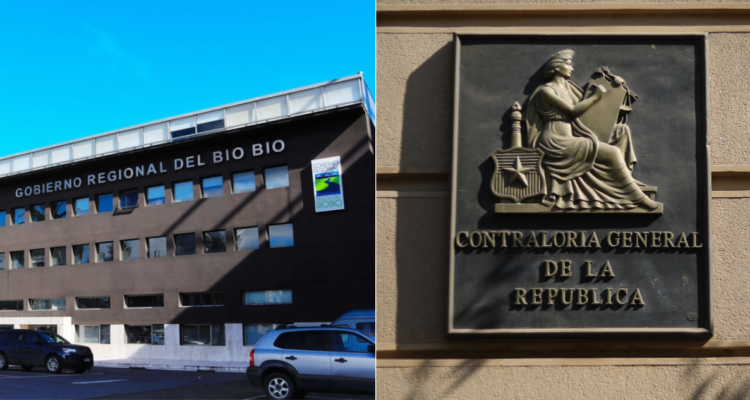 GOBIERNO REGIONAL DEL BIO BIO
CONTRALORIA GENERAL
DE LA
REPUBLICA